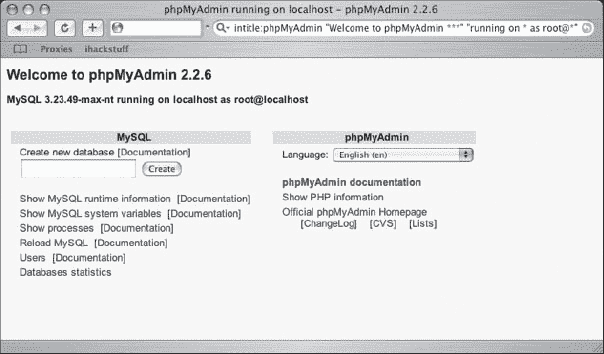 phpMyAdmin running on localhost – phpMyAdmin 2.2.6
intitle:phpMyAdmin "Welcome to phpMyAdmin ***" "running on * as root@*"
Proxies ihackstuff
Welcome to phpMyAdmin 2.2.6
MySQL 3.23.49-max-nt running on localhost as root@localhost
MySQL
Create new database [Documentation]
Create
Show MySQL runtime information [Documentation]
Show MySQL system variables [Documentation]
Show processes [Documentation]
Reload MySQL [Documentation]
Users [Documentation]
Databases statistics
phpMyAdmin
Language: English (en)
phpMyAdmin documentation
Show PHP information
Official phpMyAdmin Homepage
[ChangeLog] [CVS] [Lists]